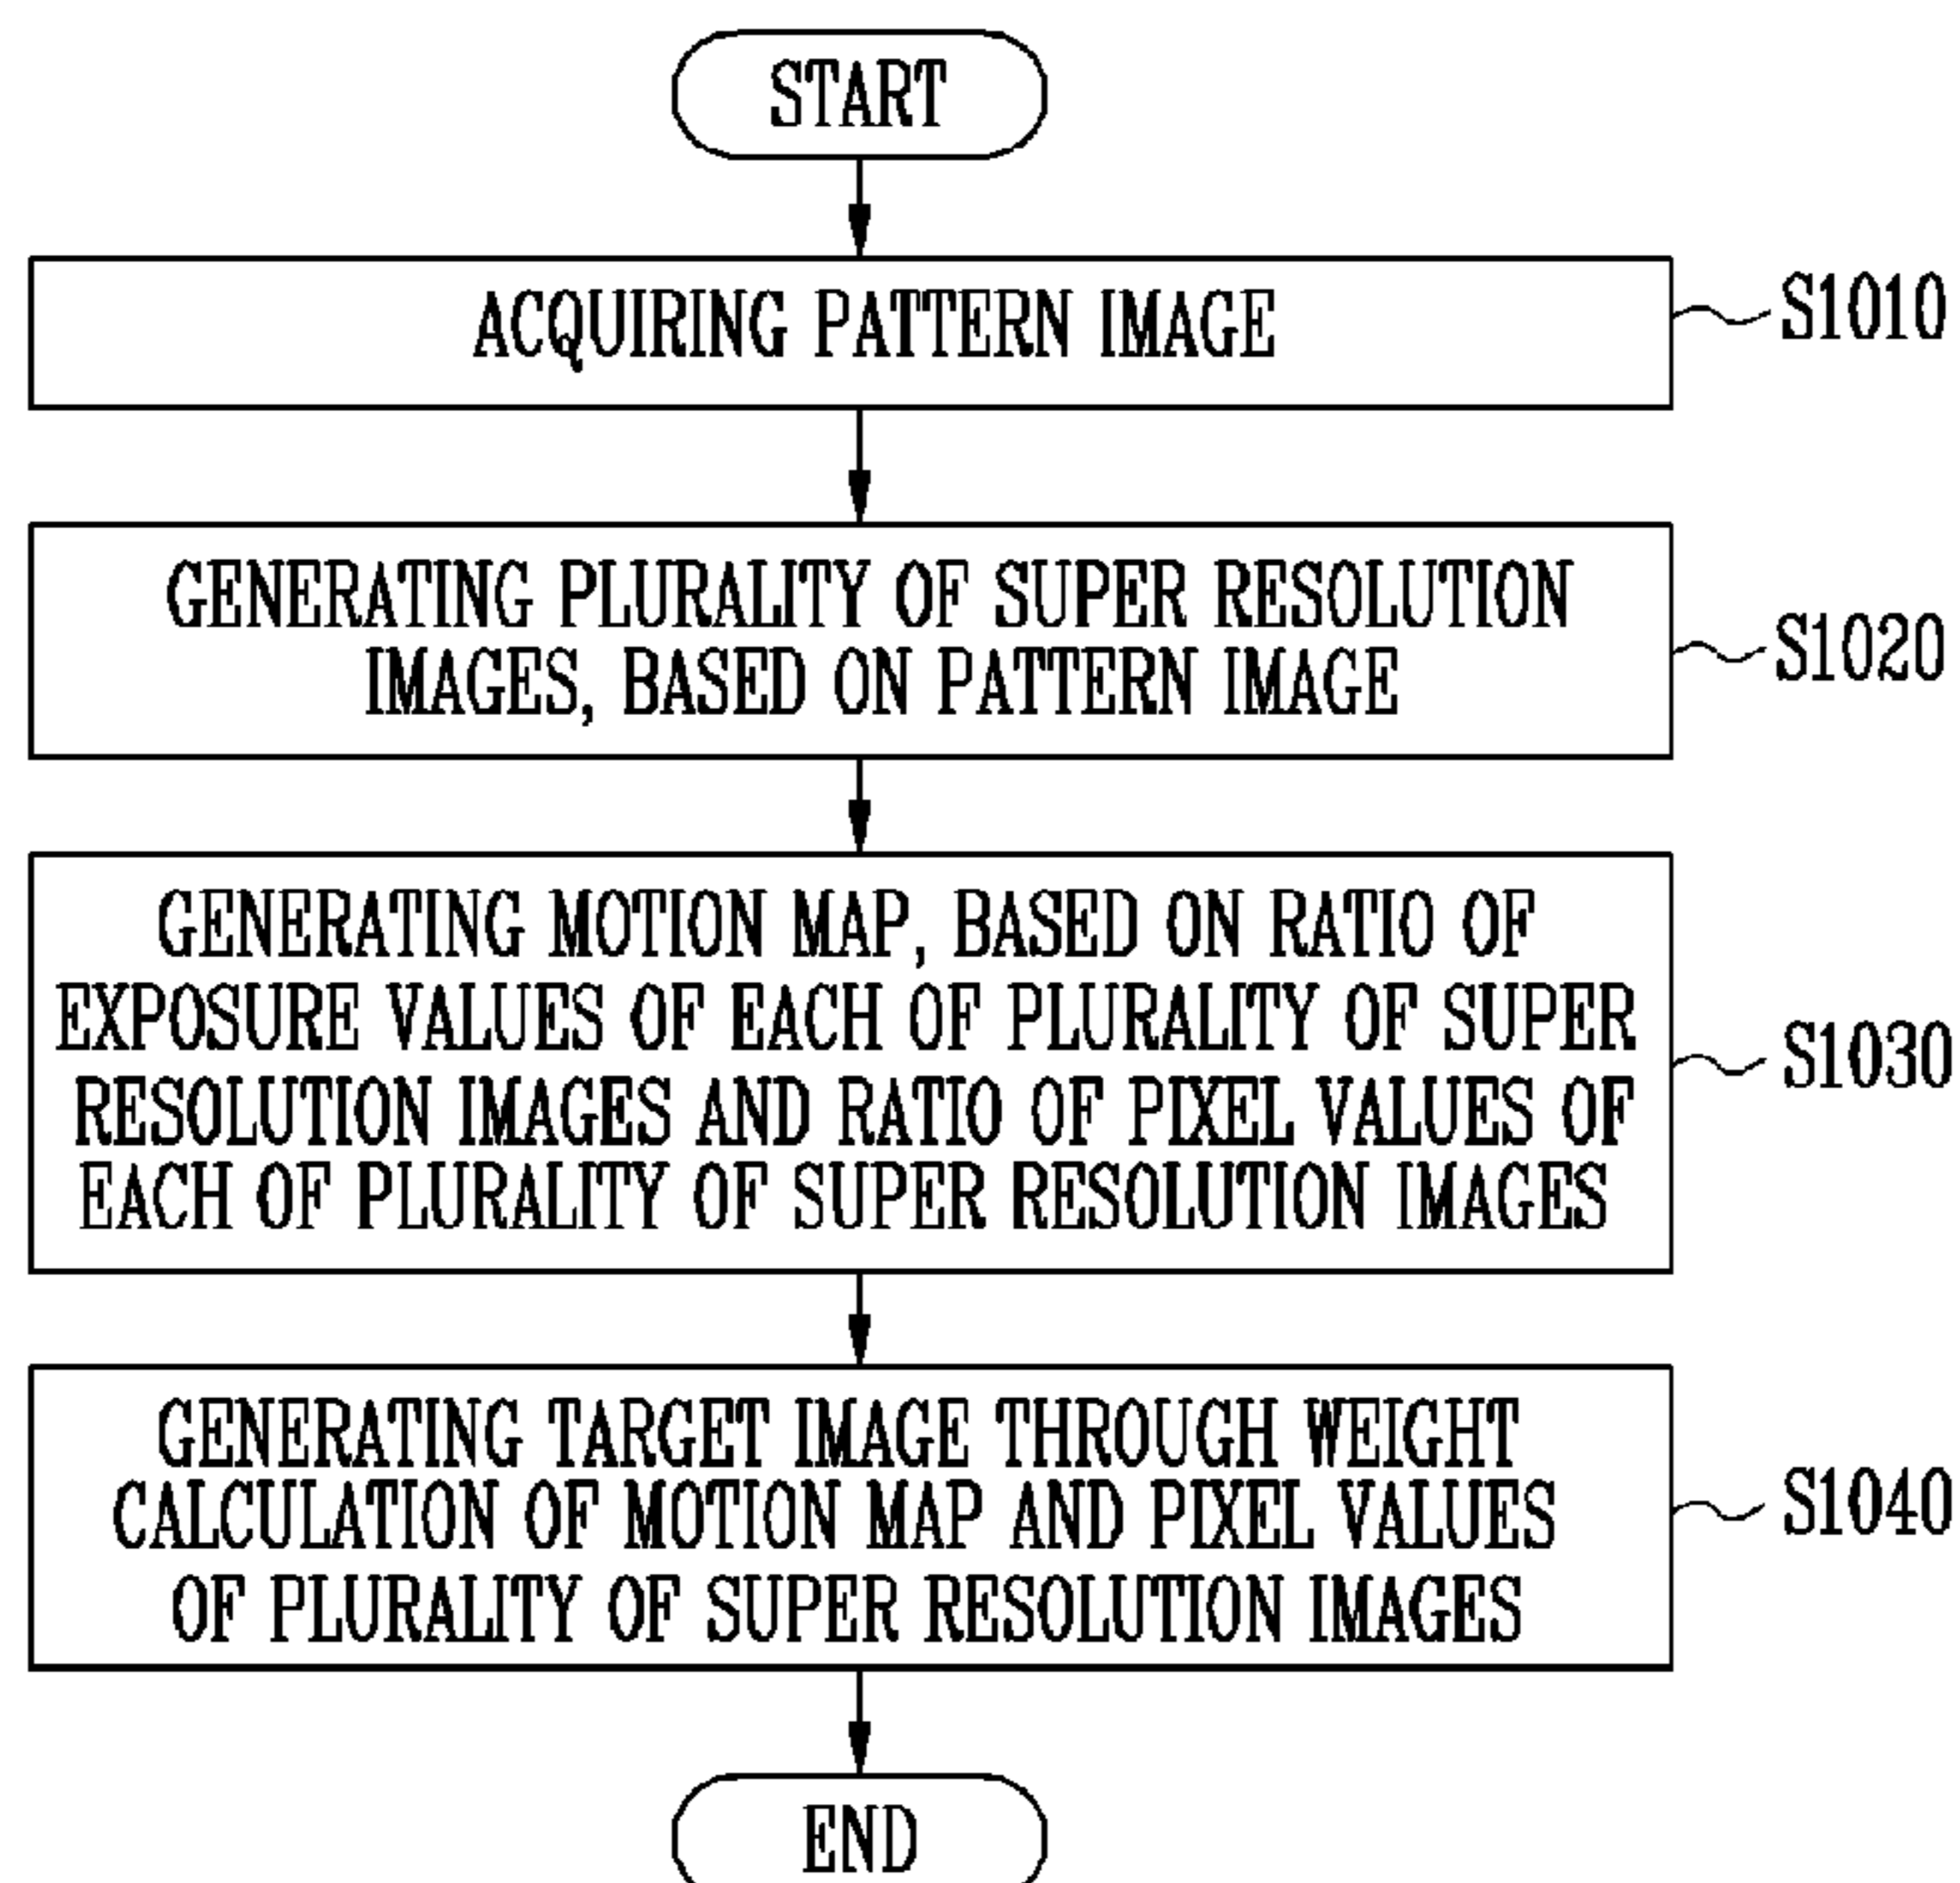 START
ACQUIRING PATTERN IMAGE
S1010
GENERATING PLURALITY OF SUPER RESOLUTION
IMAGES, BASED ON PATTERN IMAGE
S1020
GENERATING MOTION MAP, BASED ON RATIO OF
EXPOSURE VALUES OF EACH OF PLURALITY OF SUPER
RESOLUTION IMAGES AND RATIO OF PIXEL VALUES OF
EACH OF PLURALITY OF SUPER RESOLUTION IMAGES
S1030
GENERATING TARGET IMAGE THROUGH WEIGHT
CALCULATION OF MOTION MAP AND PIXEL VALUES
OF PLURALITY OF SUPER RESOLUTION IMAGES
S1040
END